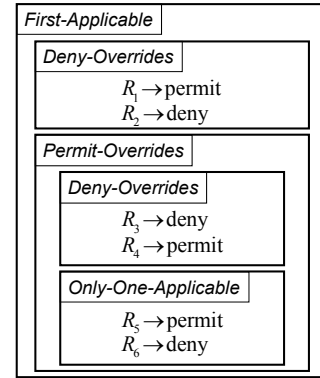 First-Applicable
Deny-Overrides
R₁→permit
R₂→deny
Permit-Overrides
Deny-Overrides
R₃→deny
R₄→permit
Only-One-Applicable
R₅→permit
R₆→deny